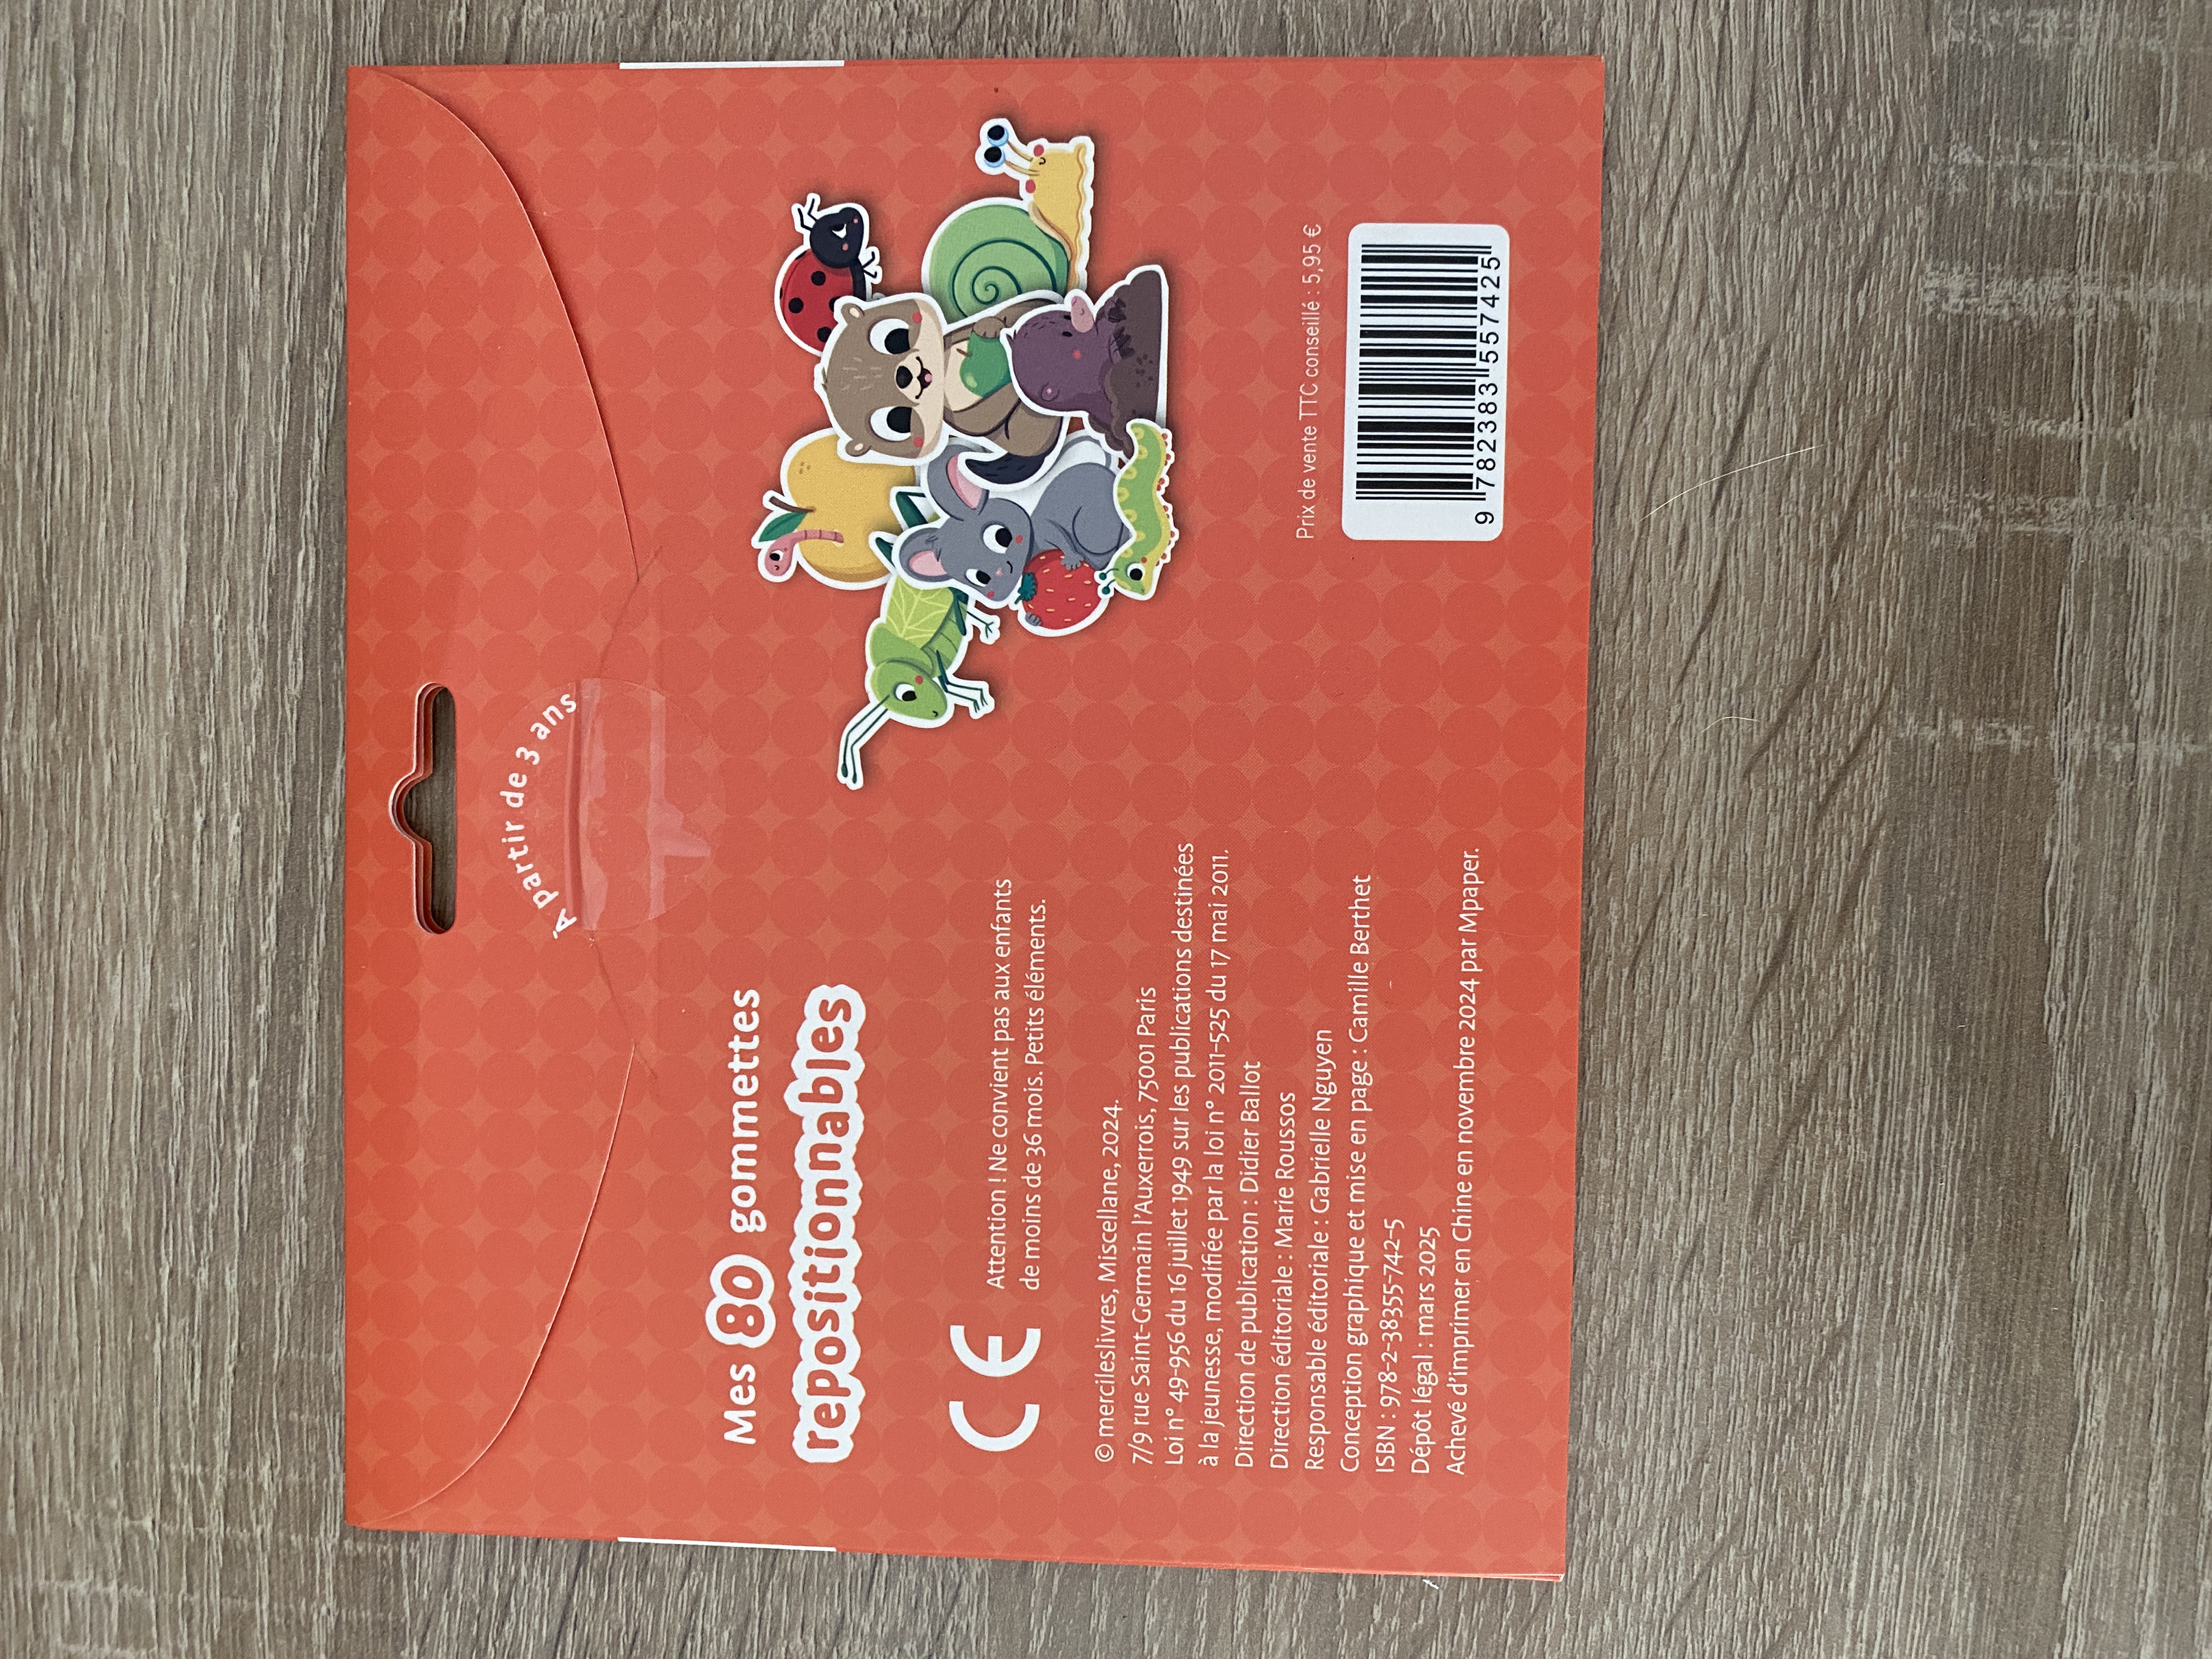 À partir de 3 ans
Mes 80 gommettes
repositionnables
CE
Attention ! Ne convient pas aux enfants
de moins de 36 mois. Petits éléments.
© mercileslivres, Miscellane, 2024.
7/9 rue Saint-Germain l'Auxerrois, 75001 Paris
Loi n° 49-956 du 16 juillet 1949 sur les publications destinées
à la jeunesse, modifiée par la loi n° 2011-525 du 17 mai 2011.
Direction de publication : Didier Ballot
Direction éditoriale : Marie Roussos
Responsable éditoriale : Gabrielle Nguyen
Conception graphique et mise en page : Camille Berthet
ISBN : 978-2-38355-742-5
Dépôt légal : mars 2025
Achevé d'imprimer en Chine en novembre 2024 par Mpaper.
Prix de vente TTC conseillé : 5,95 €
9 782383 557425